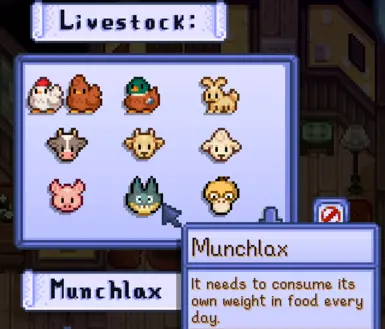 Livestock:
Munchlax
It needs to consume its
own weight in food every
day.
Munchlax